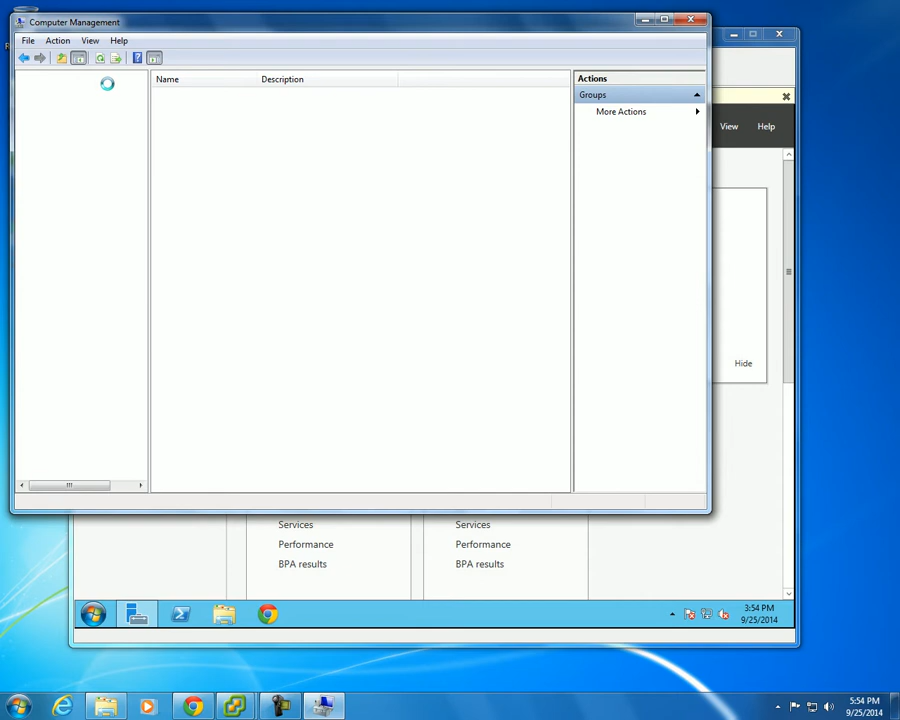 Computer Management
File Action View Help
Name Description
Actions
Groups
More Actions
View Help
Hide
Services Services
Performance Performance
BPA results BPA results
3:54 PM
9/25/2014
5:54 PM
9/25/2014